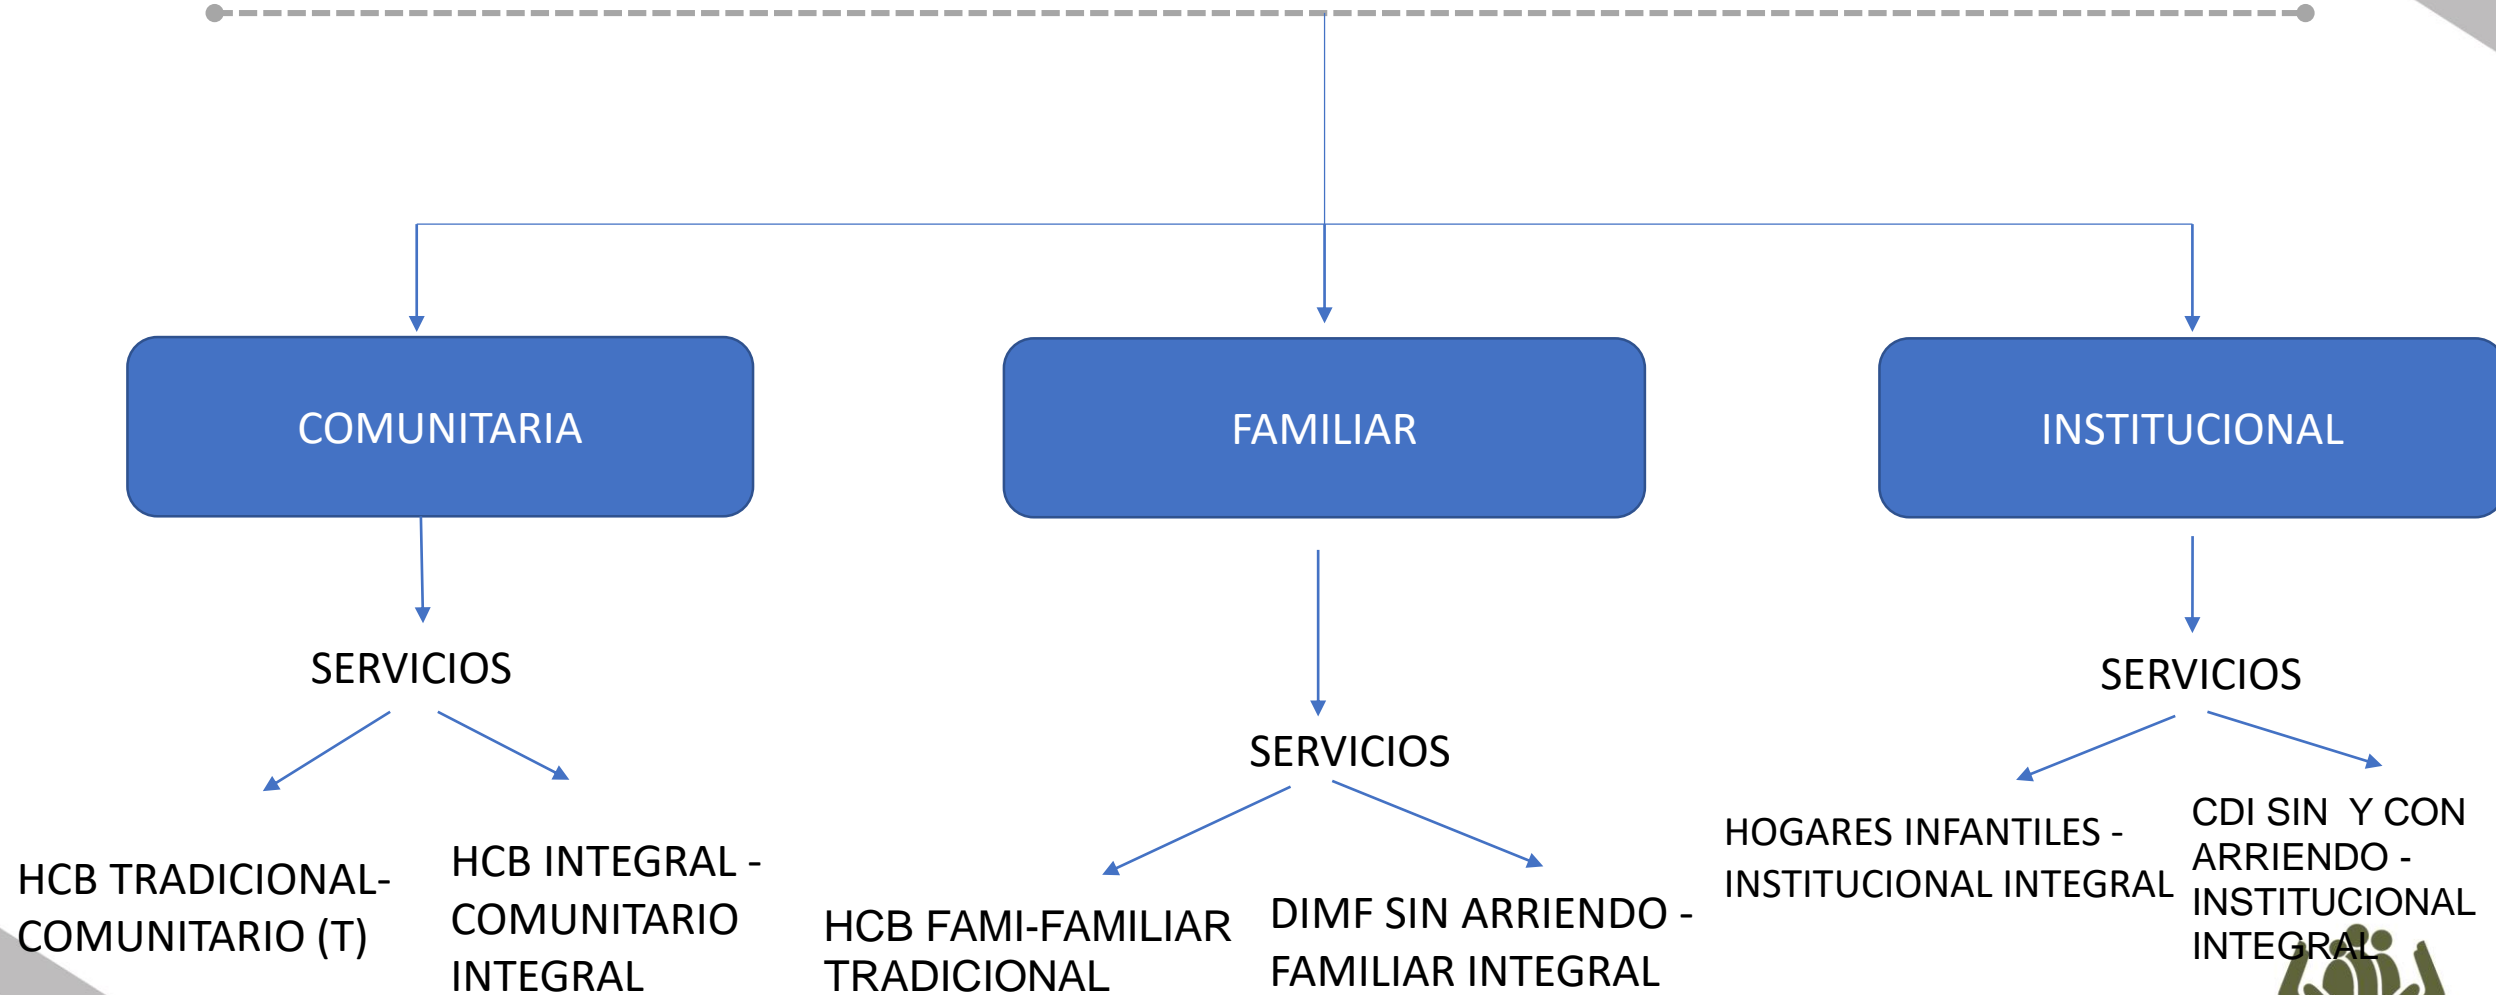 COMUNITARIA
FAMILIAR
INSTITUCIONAL
SERVICIOS
SERVICIOS
SERVICIOS
HCB TRADICIONAL-
COMUNITARIO (T)
HCB INTEGRAL -
COMUNITARIO
INTEGRAL
HCB FAMI-FAMILIAR
TRADICIONAL
DIMF SIN ARRIENDO -
FAMILIAR INTEGRAL
HOGARES INFANTILES -
INSTITUCIONAL INTEGRAL
CDI SIN  Y CON
ARRIENDO -
INSTITUCIONAL
INTEGRAL